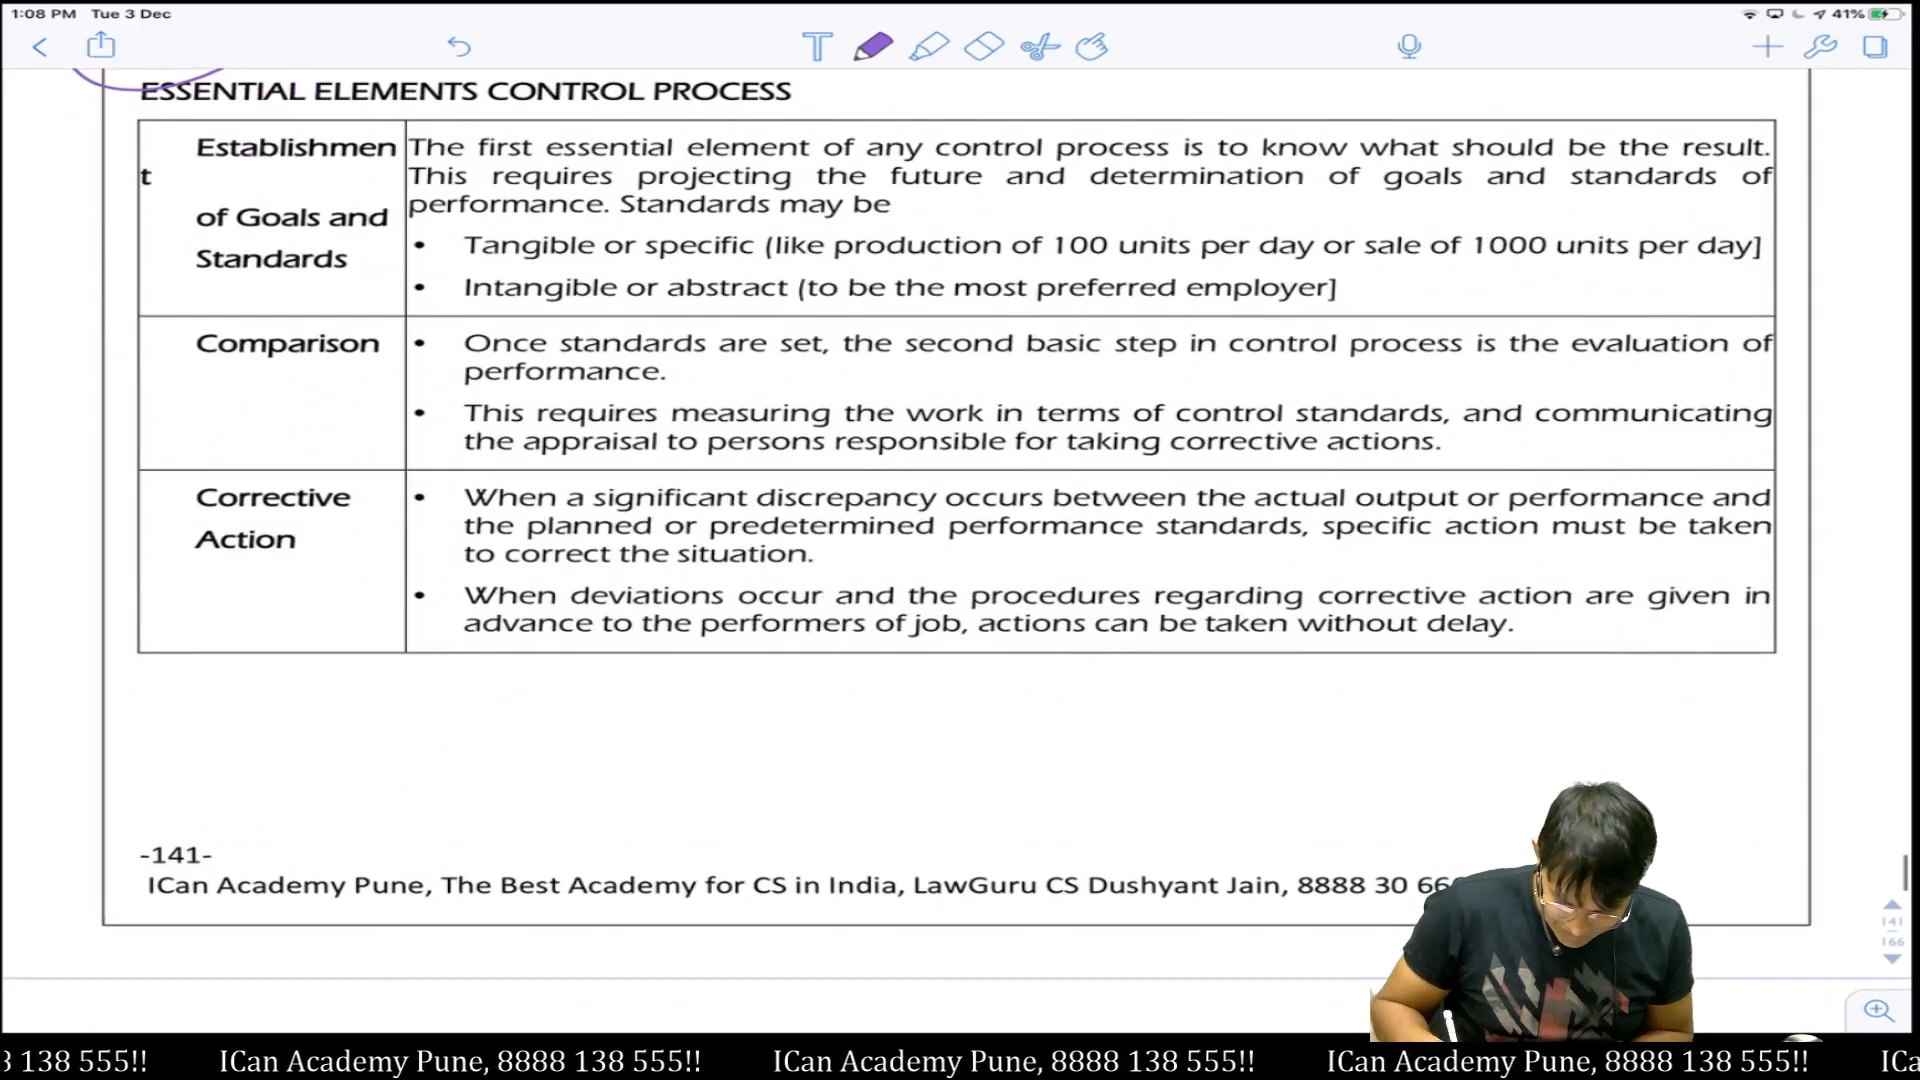 1:08 PM Tue 3 Dec
41%
ESSENTIAL ELEMENTS CONTROL PROCESS
Establishmen
t
of Goals and
Standards
The first essential element of any control process is to know what should be the result.
This requires projecting the future and determination of goals and standards of
performance. Standards may be
• Tangible or specific (like production of 100 units per day or sale of 1000 units per day]
• Intangible or abstract (to be the most preferred employer]
Comparison
• Once standards are set, the second basic step in control process is the evaluation of
performance.
• This requires measuring the work in terms of control standards, and communicating
the appraisal to persons responsible for taking corrective actions.
Corrective
Action
• When a significant discrepancy occurs between the actual output or performance and
the planned or predetermined performance standards, specific action must be taken
to correct the situation.
• When deviations occur and the procedures regarding corrective action are given in
advance to the performers of job, actions can be taken without delay.
-141-
ICan Academy Pune, The Best Academy for CS in India, LawGuru CS Dushyant Jain, 8888 30 66
141
166
3 138 555!! ICan Academy Pune, 8888 138 555!! ICan Academy Pune, 8888 138 555!! ICan Academy Pune, 8888 138 555!! ICa